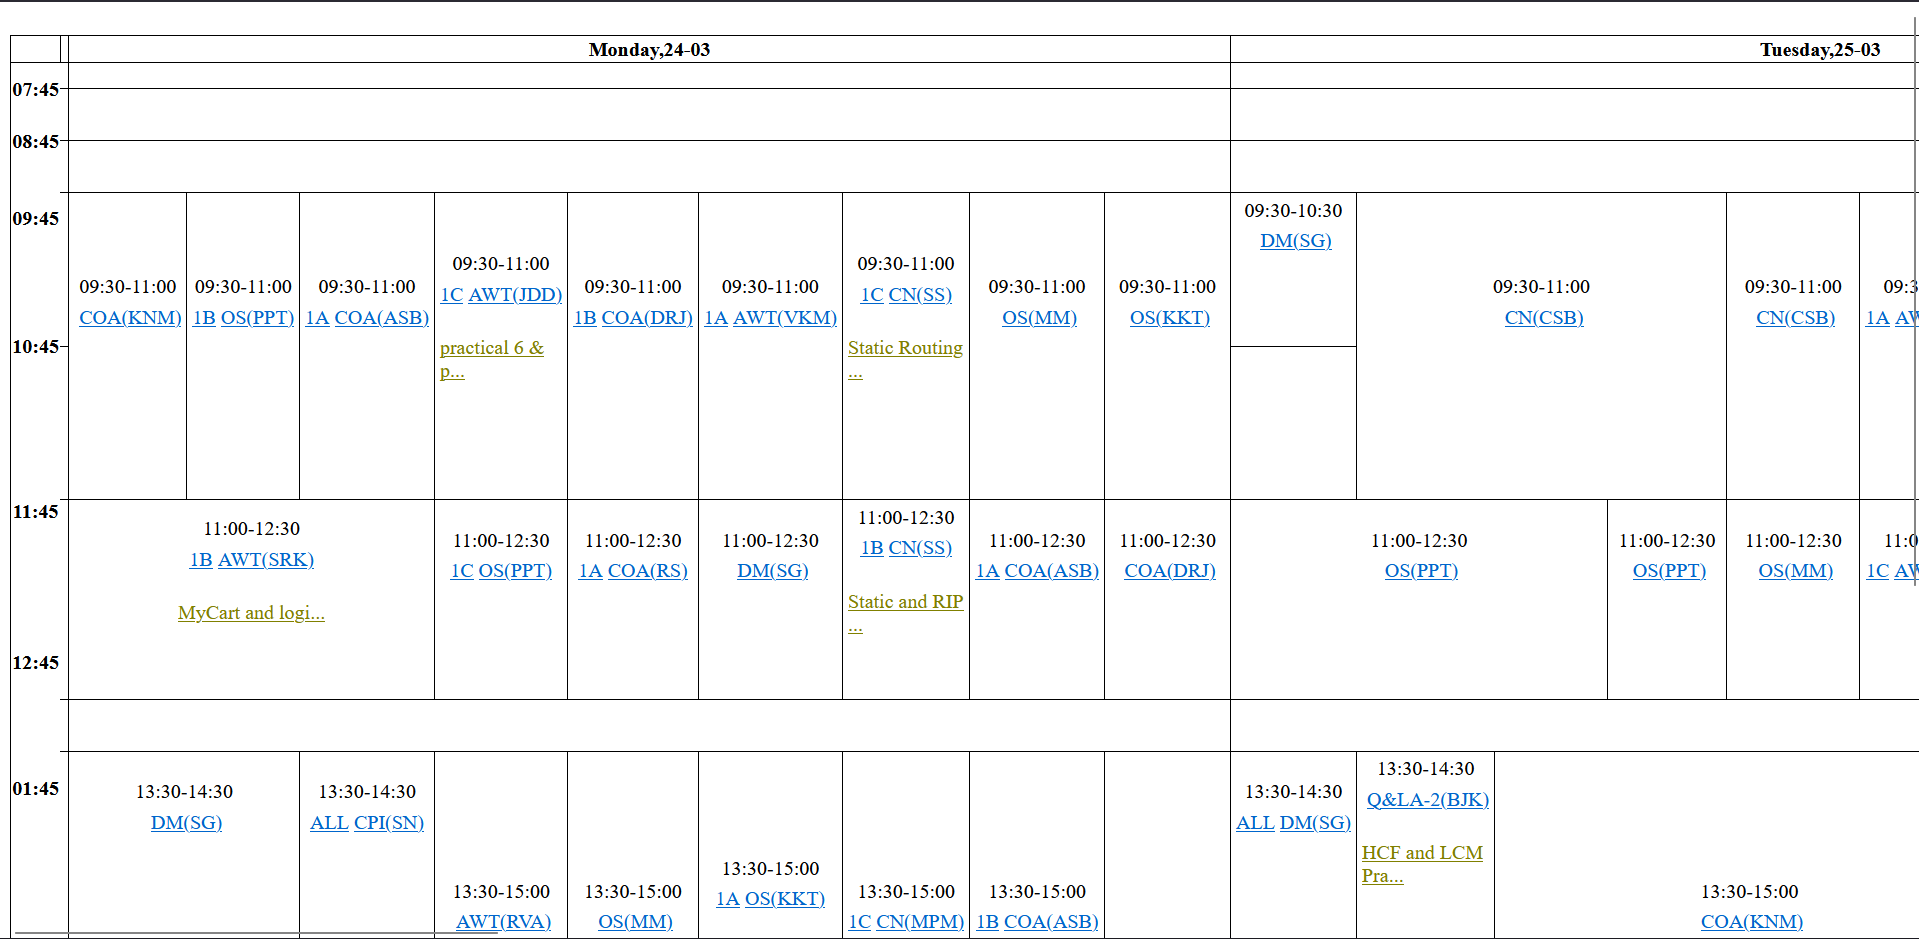 Monday,24-03
Tuesday,25-03
07:45
08:45
09:45
10:45
11:45
12:45
01:45
09:30-11:00
COA(KNM)
09:30-11:00
1B OS(PPT)
09:30-11:00
1A COA(ASB)
09:30-11:00
1C AWT(JDD)
practical 6 &
p...
09:30-11:00
1B COA(DRJ)
09:30-11:00
1A AWT(VKM)
09:30-11:00
1C CN(SS)
Static Routing
...
09:30-11:00
OS(MM)
09:30-11:00
OS(KKT)
09:30-10:30
DM(SG)
09:30-11:00
CN(CSB)
09:30-11:00
CN(CSB)
09:3
1A AW
11:00-12:30
1B AWT(SRK)
MyCart and logi...
11:00-12:30
1C OS(PPT)
11:00-12:30
1A COA(RS)
11:00-12:30
DM(SG)
11:00-12:30
1B CN(SS)
Static and RIP
...
11:00-12:30
1A COA(ASB)
11:00-12:30
COA(DRJ)
11:00-12:30
OS(PPT)
11:00-12:30
OS(PPT)
11:00-12:30
OS(MM)
11:0
1C AW
13:30-14:30
DM(SG)
13:30-14:30
ALL CPI(SN)
13:30-15:00
AWT(RVA)
13:30-15:00
OS(MM)
13:30-15:00
1A OS(KKT)
13:30-15:00
1C CN(MPM)
13:30-15:00
1B COA(ASB)
13:30-14:30
ALL DM(SG)
13:30-14:30
Q&LA-2(BJK)
HCF and LCM
Pra...
13:30-15:00
COA(KNM)